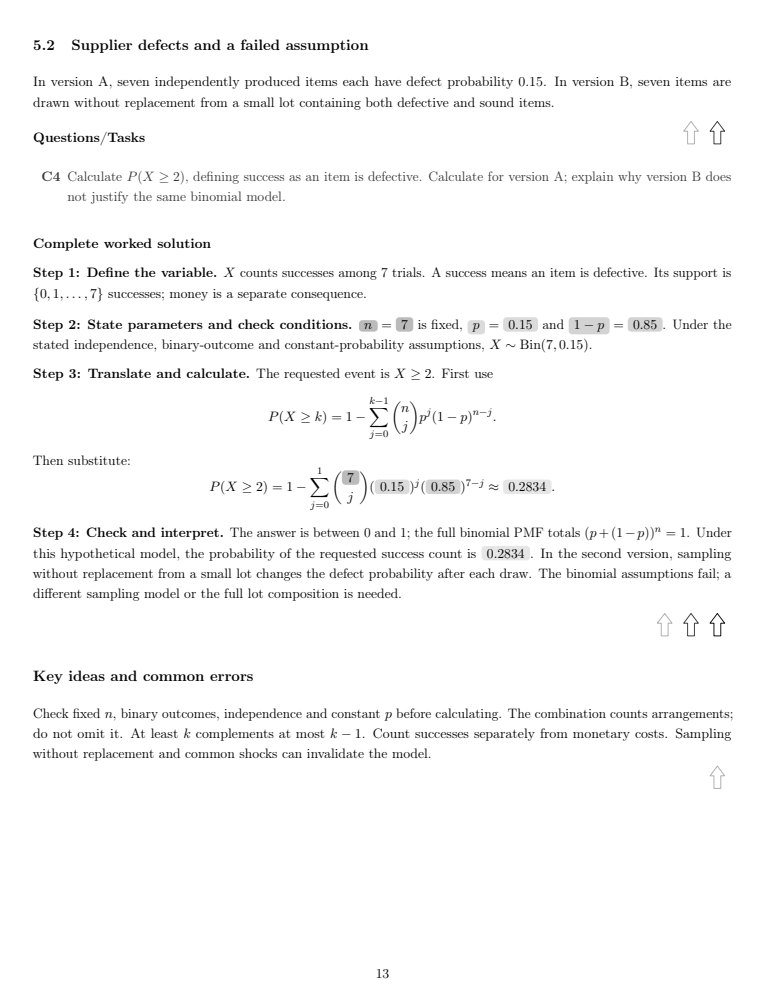 5.2 Supplier defects and a failed assumption
In version A, seven independently produced items each have defect probability 0.15. In version B, seven items are
drawn without replacement from a small lot containing both defective and sound items.
Questions/Tasks
C4 Calculate P(X ≥ 2), defining success as an item is defective. Calculate for version A; explain why version B does
not justify the same binomial model.
Complete worked solution
Step 1: Define the variable. X counts successes among 7 trials. A success means an item is defective. Its support is
{0, 1, . . . , 7} successes; money is a separate consequence.
Step 2: State parameters and check conditions. n = 7 is fixed, p = 0.15 and 1 − p = 0.85 . Under the
stated independence, binary-outcome and constant-probability assumptions, X ∼ Bin(7, 0.15).
Step 3: Translate and calculate. The requested event is X ≥ 2. First use
P(X ≥ k) = 1 − ∑_{j=0}^{k−1} (n j) p^j (1 − p)^{n−j}.
Then substitute:
P(X ≥ 2) = 1 − ∑_{j=0}^{1} (7 j) ( 0.15 )^j ( 0.85 )^{7−j} ≈ 0.2834 .
Step 4: Check and interpret. The answer is between 0 and 1; the full binomial PMF totals (p + (1 − p))^n = 1. Under
this hypothetical model, the probability of the requested success count is 0.2834 . In the second version, sampling
without replacement from a small lot changes the defect probability after each draw. The binomial assumptions fail; a
different sampling model or the full lot composition is needed.
Key ideas and common errors
Check fixed n, binary outcomes, independence and constant p before calculating. The combination counts arrangements;
do not omit it. At least k complements at most k − 1. Count successes separately from monetary costs. Sampling
without replacement and common shocks can invalidate the model.
13